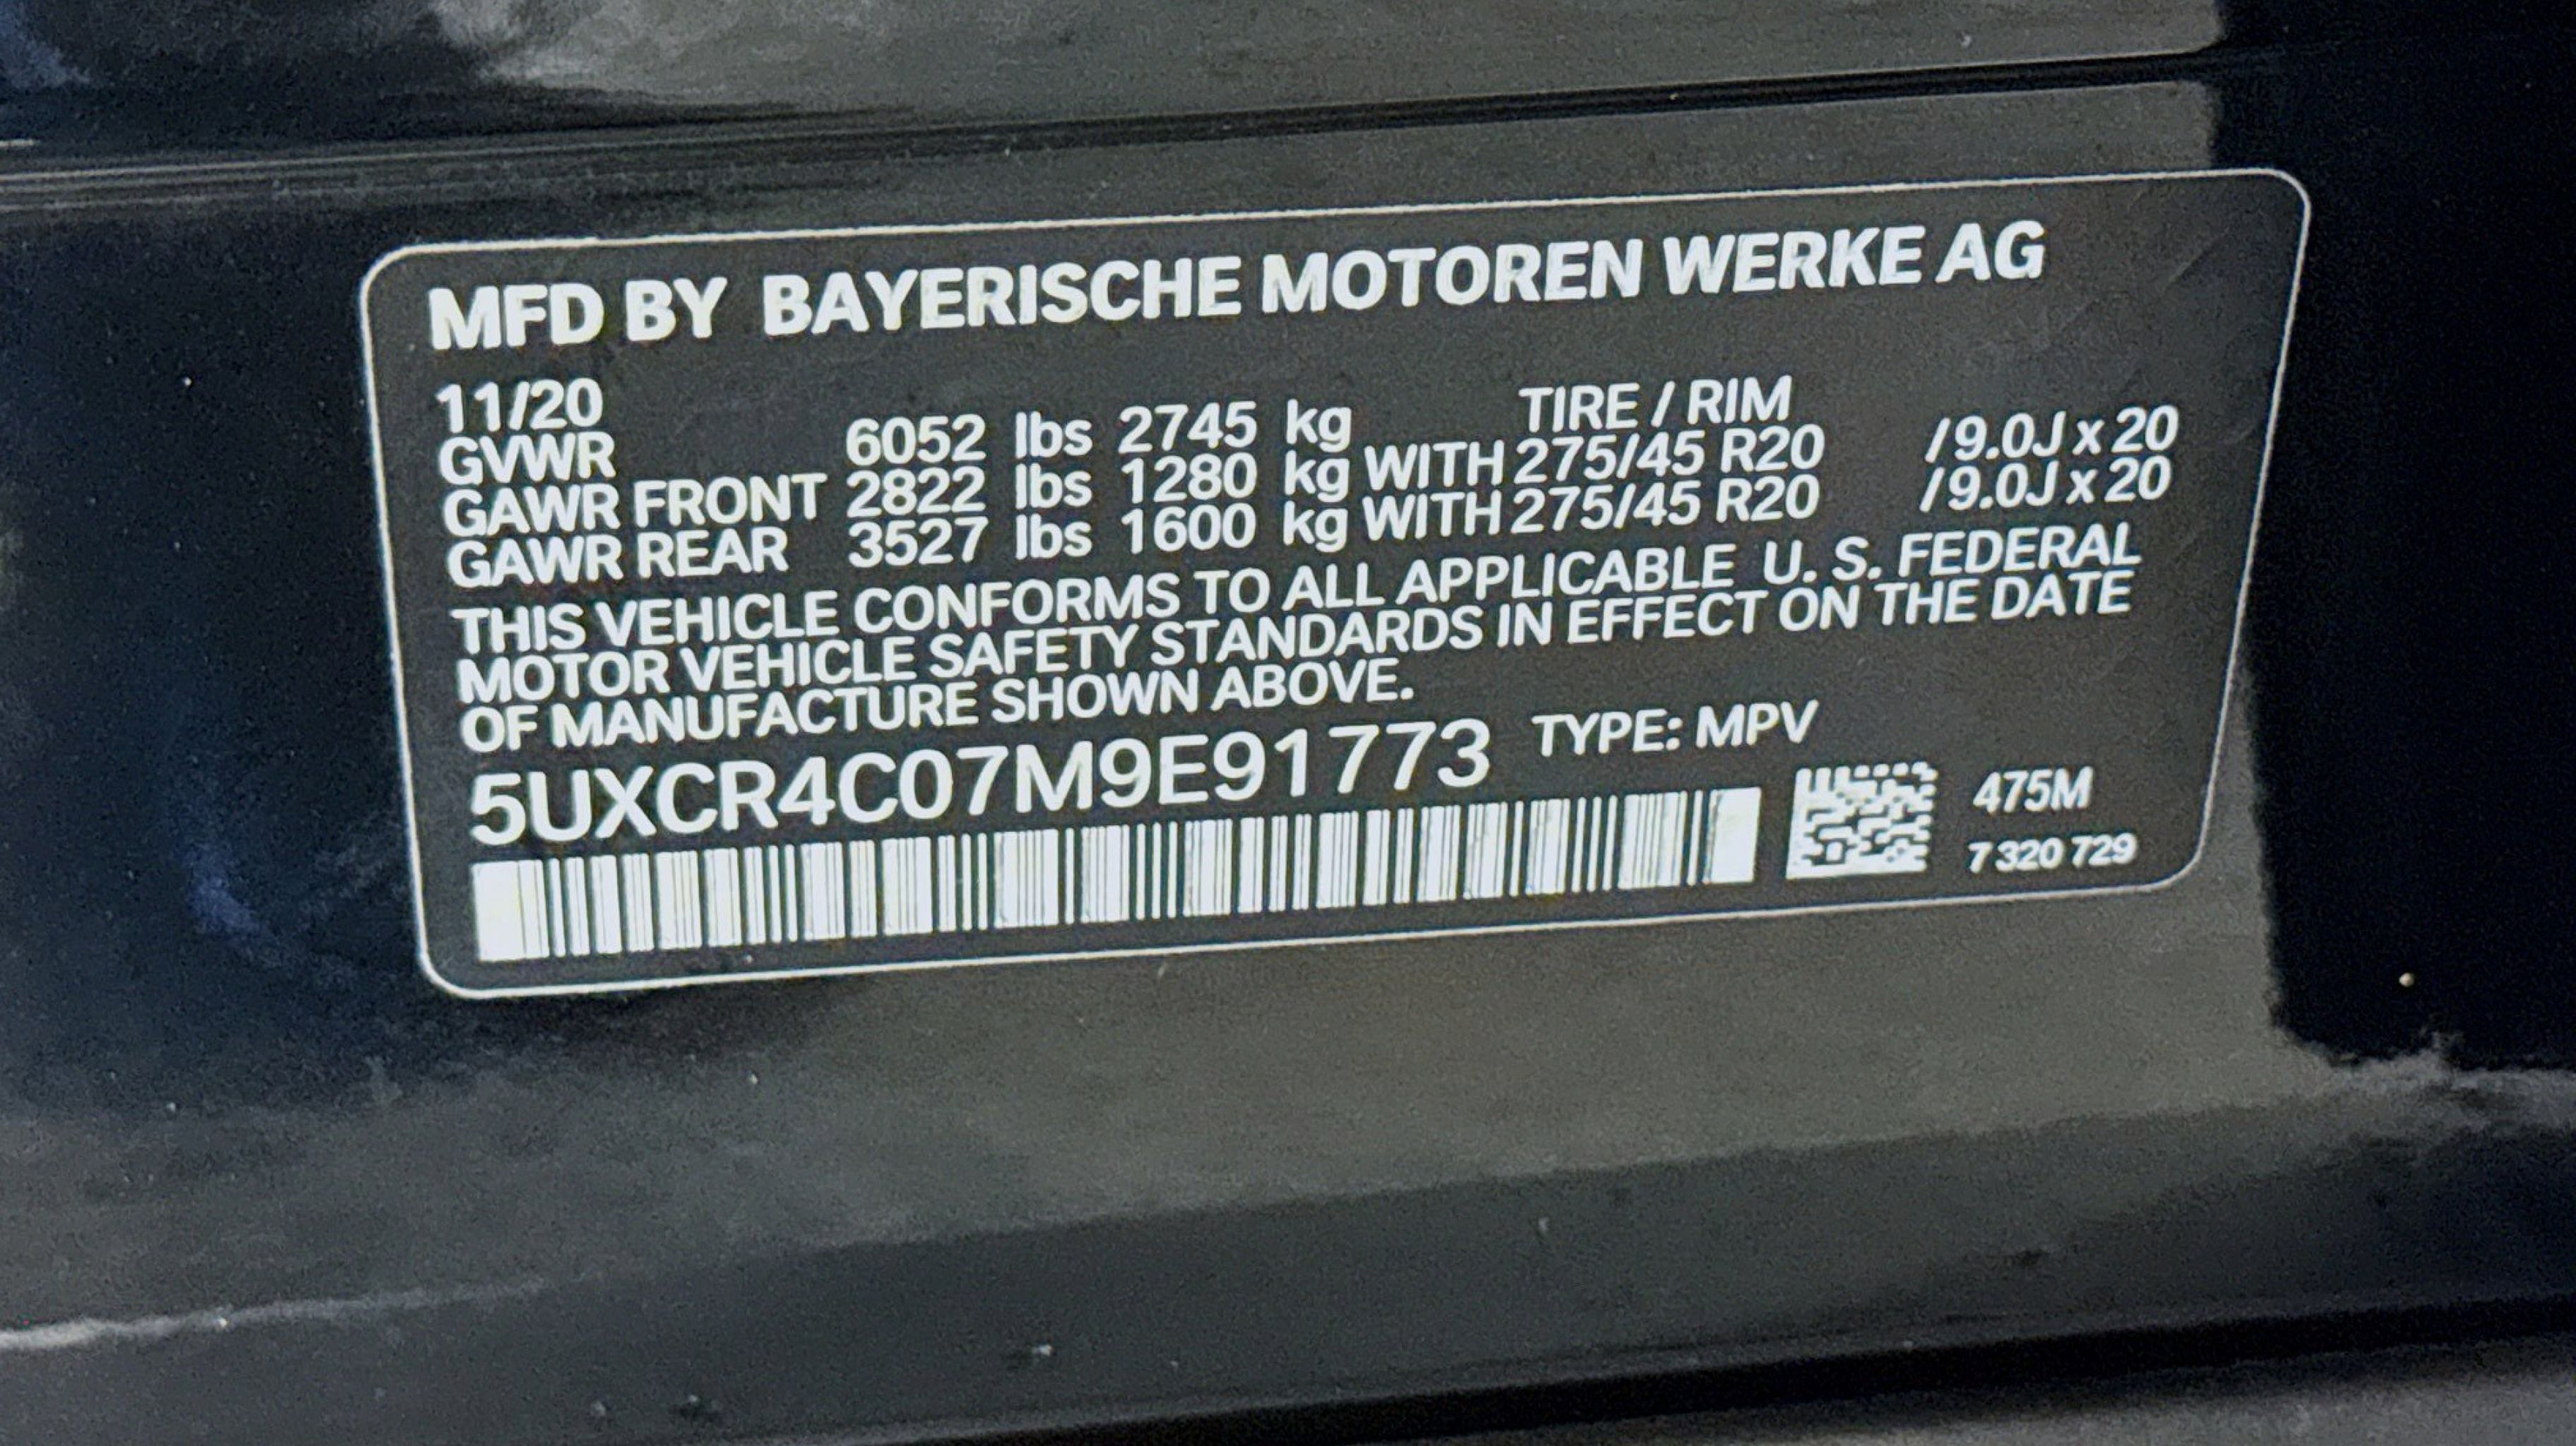 MFD BY BAYERISCHE MOTOREN WERKE AG
11/20 TIRE / RIM
GVWR 6052 lbs 2745 kg
GAWR FRONT 2822 lbs 1280 kg WITH 275/45 R20 / 9.0J x 20
GAWR REAR 3527 lbs 1600 kg WITH 275/45 R20 / 9.0J x 20
THIS VEHICLE CONFORMS TO ALL APPLICABLE U. S. FEDERAL
MOTOR VEHICLE SAFETY STANDARDS IN EFFECT ON THE DATE
OF MANUFACTURE SHOWN ABOVE.
5UXCR4C07M9E91773 TYPE: MPV
475M
7 320 729